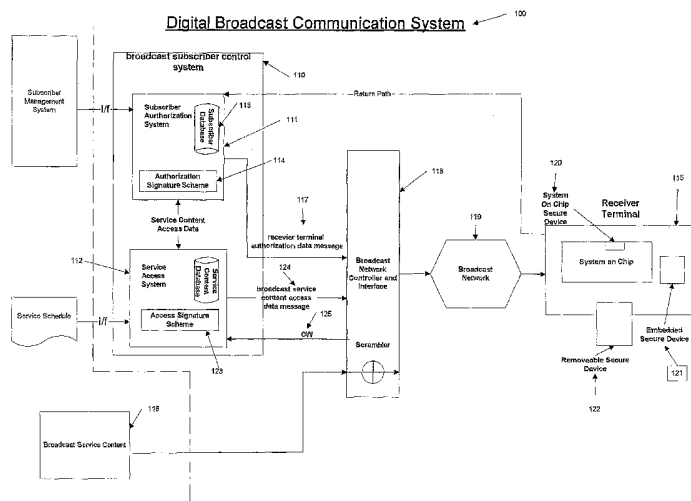 Digital Broadcast Communication System
100
broadcast subscriber control
system
110
Subscriber
Management
System
I/f
Subscriber
Aurthorization
System
Subscriber
Database
113
111
Authorization
Signature Scheme
114
Return Path
Service Content
Access Data
117
recevier terminal
authorization data message
112
Service
Access
System
Service
Content
Database
Access Signature
Scheme
123
124
broadcast service
content access
data message
125
CW
Service Schedule
I/f
Broadcast
Network
Controller and
Interface
Scrambler
118
119
Broadcast
Network
120
System
On Chip
Secure
Device
Receiver
Terminal
115
System an Chip
Embedded
Secure Device
121
Removeable Secure
Device
122
116
Broadcast Service Content